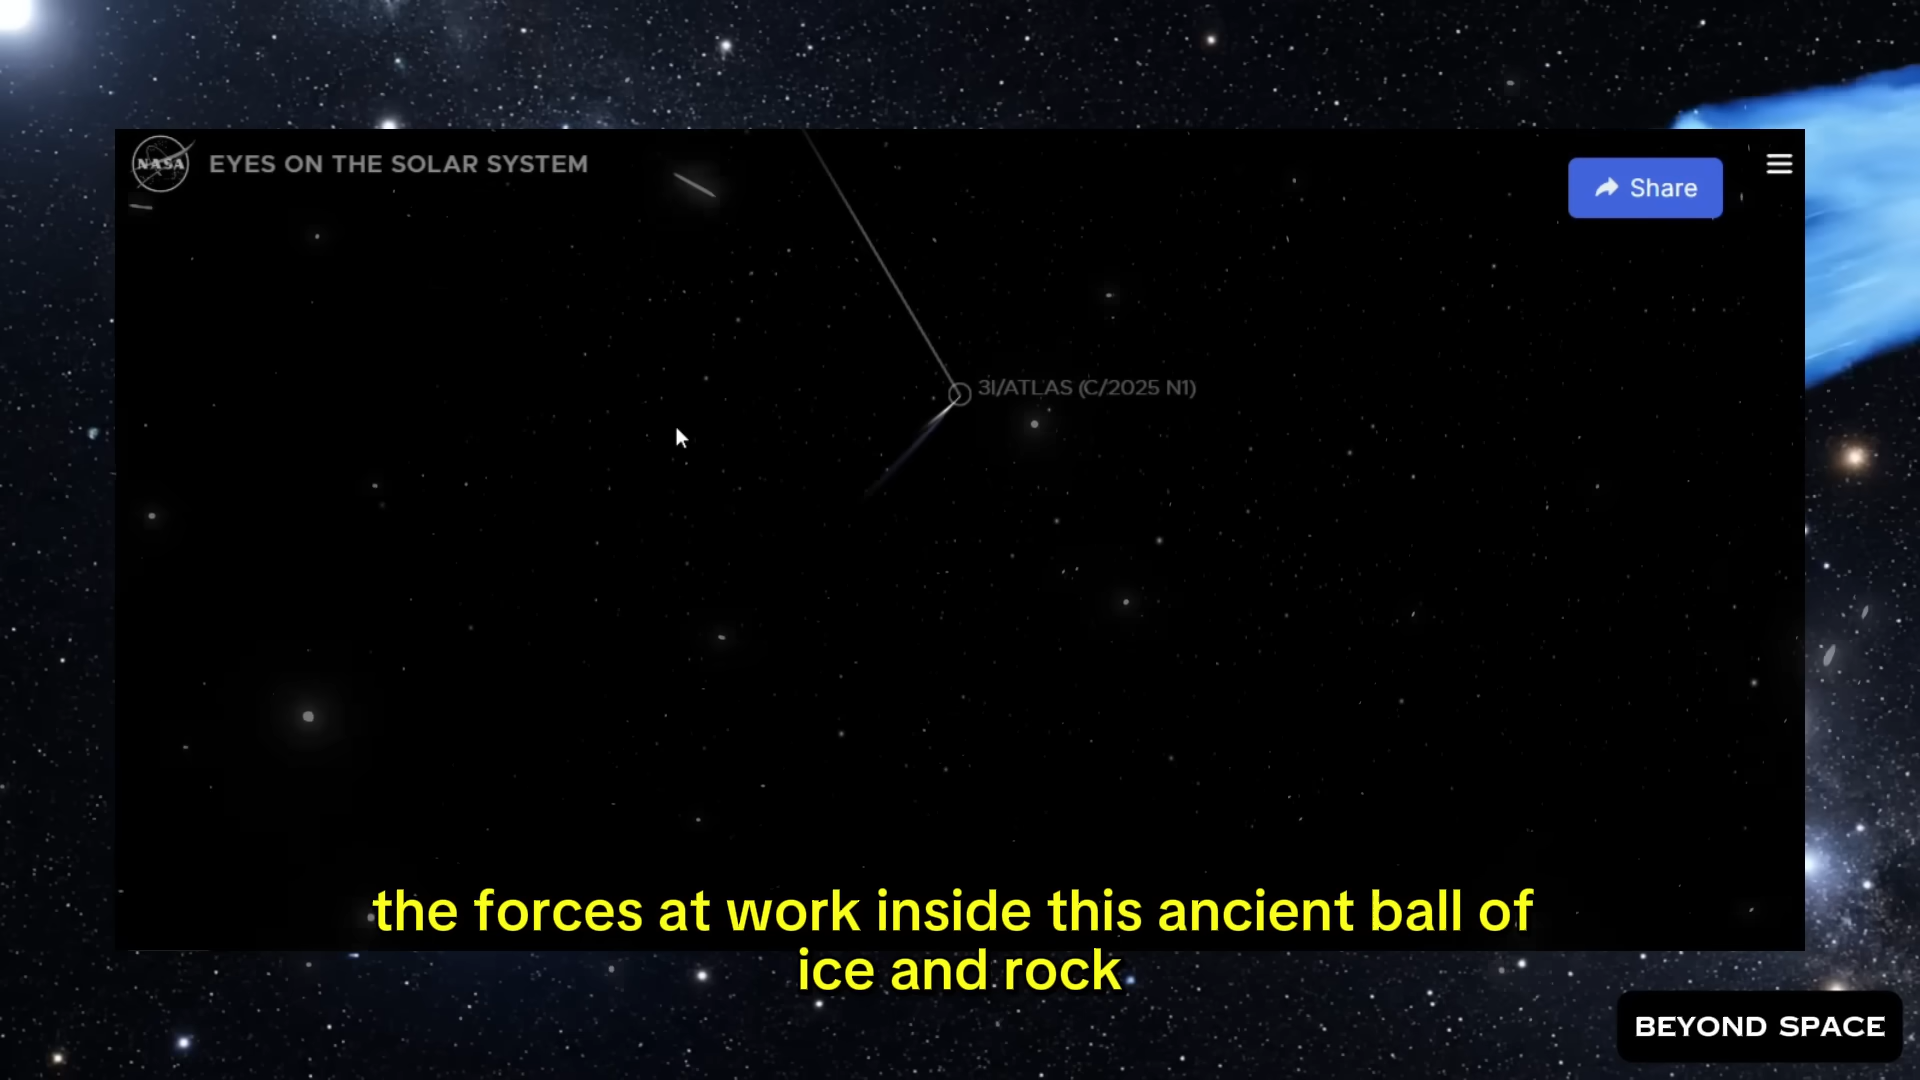 NASA
EYES ON THE SOLAR SYSTEM
Share
3I/ATLAS (C/2025 N1)
the forces at work inside this ancient ball of
ice and rock
BEYOND SPACE